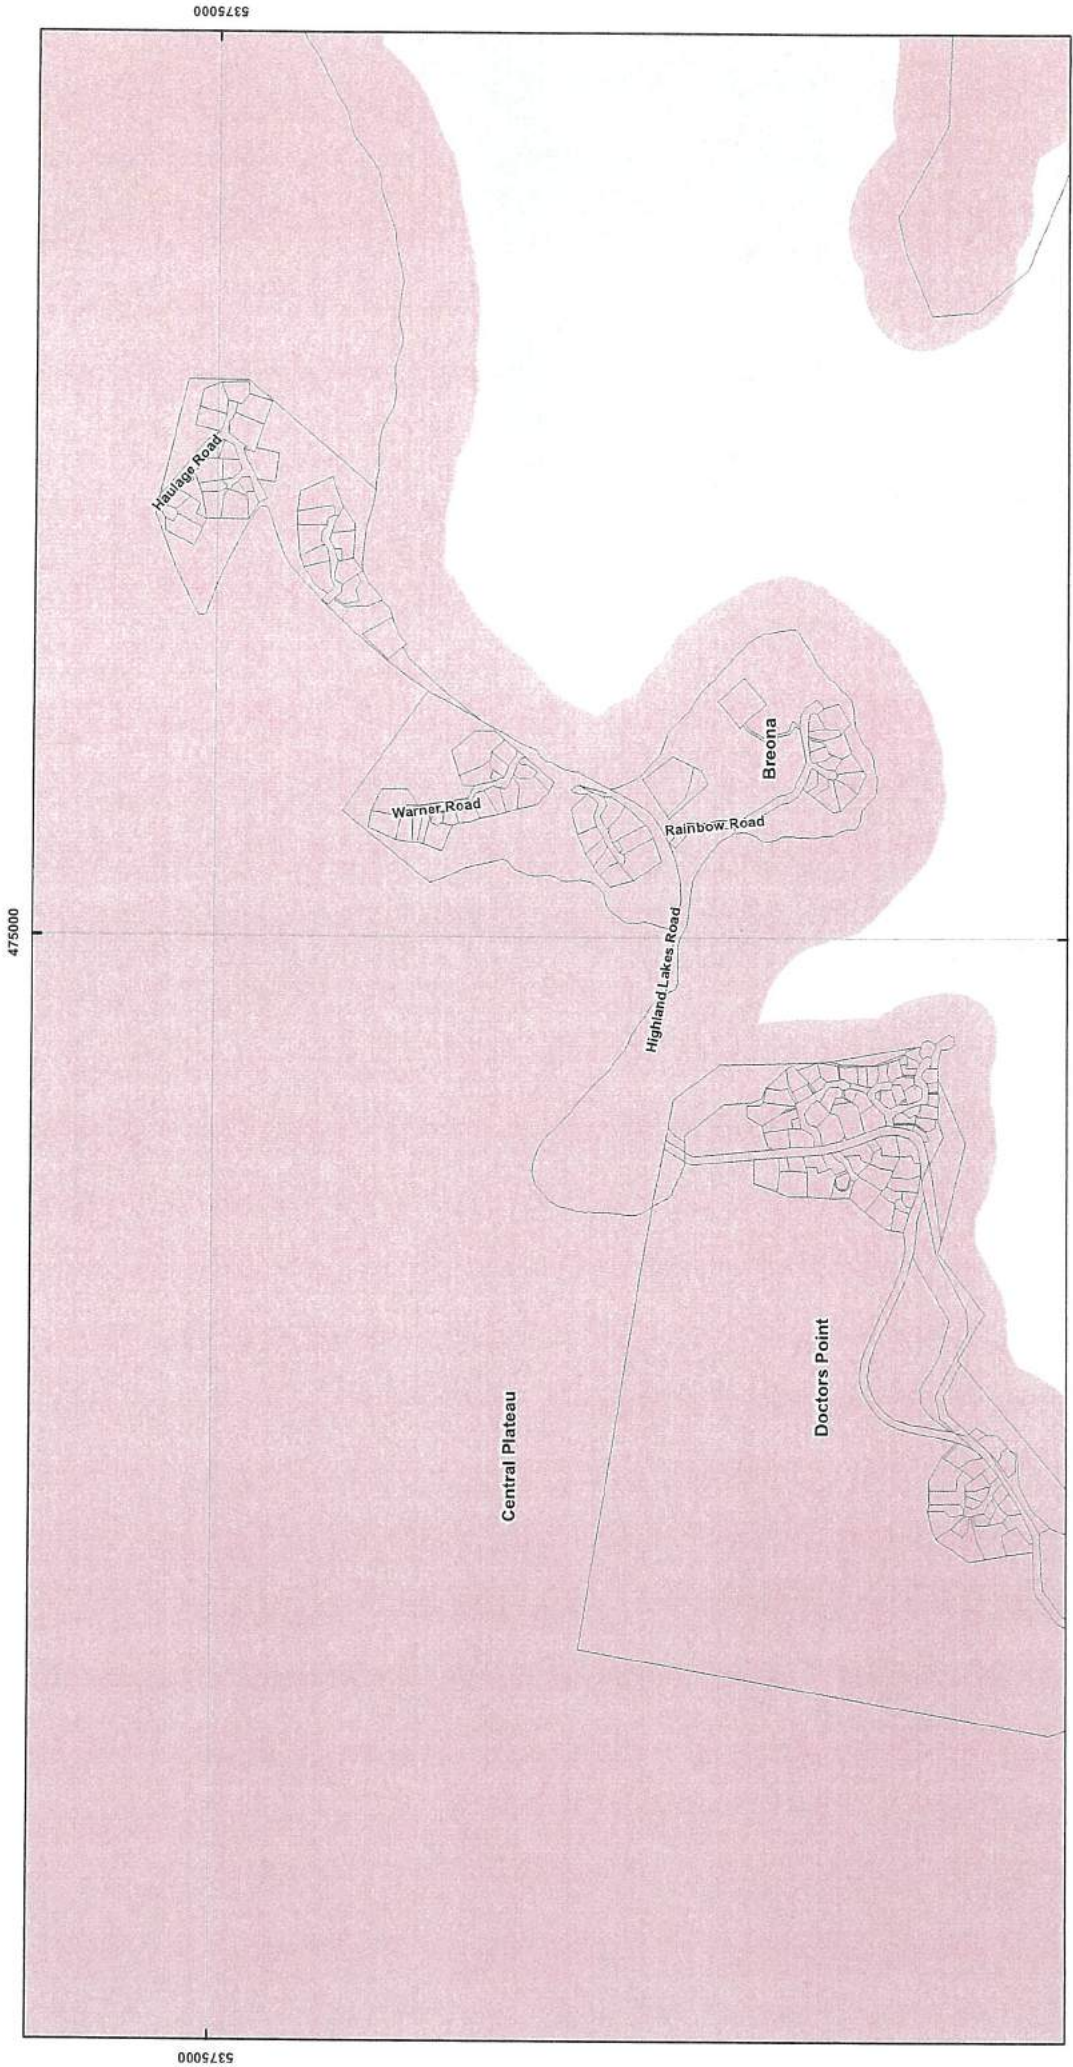 5375000
Haulage Road
Warner Road
Breona
Rainbow Road
475000
Highland Lakes Road
Doctors Point
Central Plateau
5375000